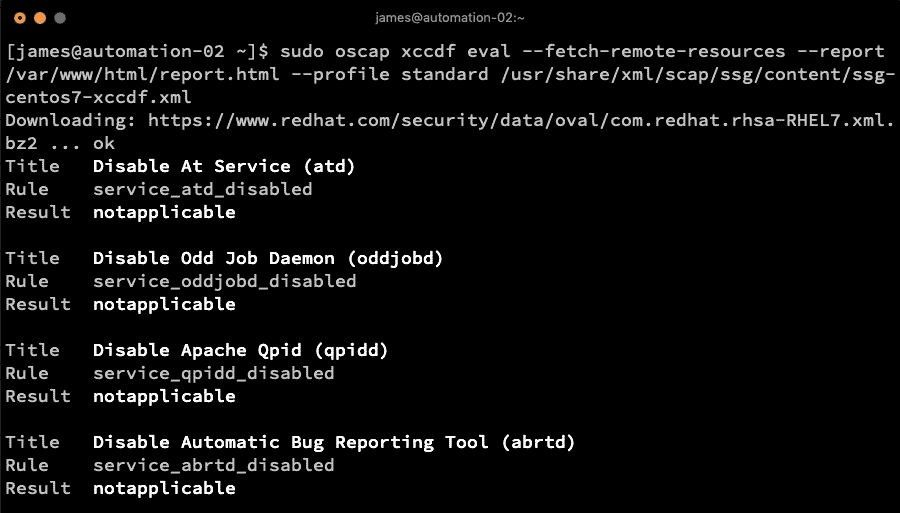 james@automation-02:~
[james@automation-02 ~]$ sudo oscap xccdf eval --fetch-remote-resources --report
/var/www/html/report.html --profile standard /usr/share/xml/scap/ssg/content/ssg-
centos7-xccdf.xml
Downloading: https://www.redhat.com/security/data/oval/com.redhat.rhsa-RHEL7.xml.
bz2 ... ok
Title   Disable At Service (atd)
Rule    service_atd_disabled
Result  notapplicable

Title   Disable Odd Job Daemon (oddjobd)
Rule    service_oddjobd_disabled
Result  notapplicable

Title   Disable Apache Qpid (qpidd)
Rule    service_qpidd_disabled
Result  notapplicable

Title   Disable Automatic Bug Reporting Tool (abrtd)
Rule    service_abrtd_disabled
Result  notapplicable